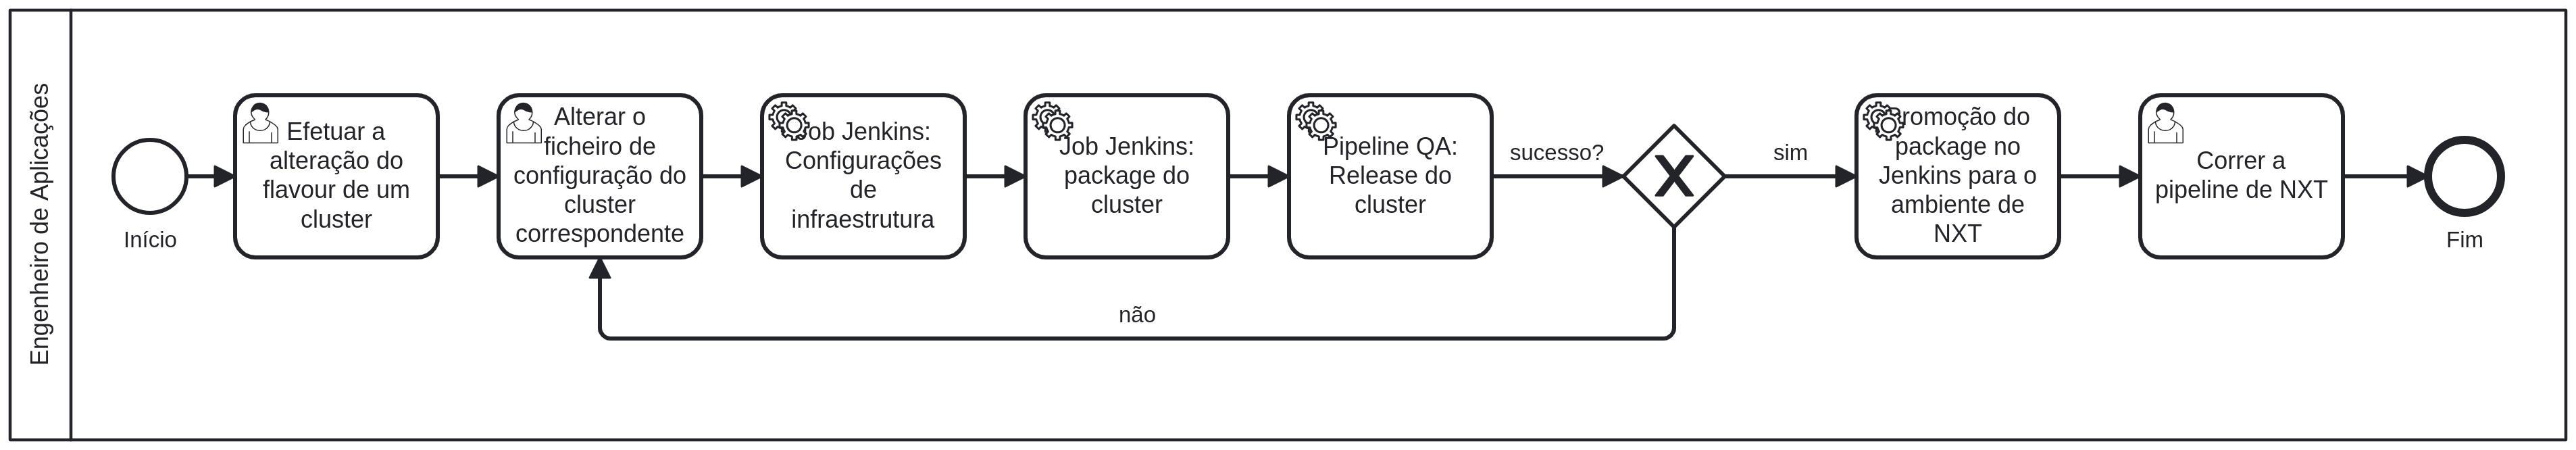 Engenheiro de Aplicações
Início
Efetuar a
alteração do
flavour de um
cluster
Alterar o
ficheiro de
configuração do
cluster
correspondente
Job Jenkins:
Configurações
de
infraestrutura
Job Jenkins:
package do
cluster
Pipeline QA:
Release do
cluster
sucesso?
sim
não
Promoção do
package no
Jenkins para o
ambiente de
NXT
Correr a
pipeline de NXT
Fim